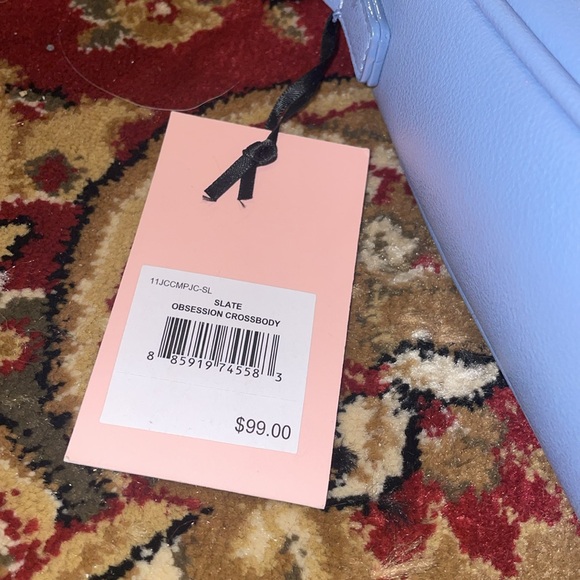 11JCCMPJC-SL
SLATE
OBSESSION CROSSBODY
8 85919 74558 3
$99.00